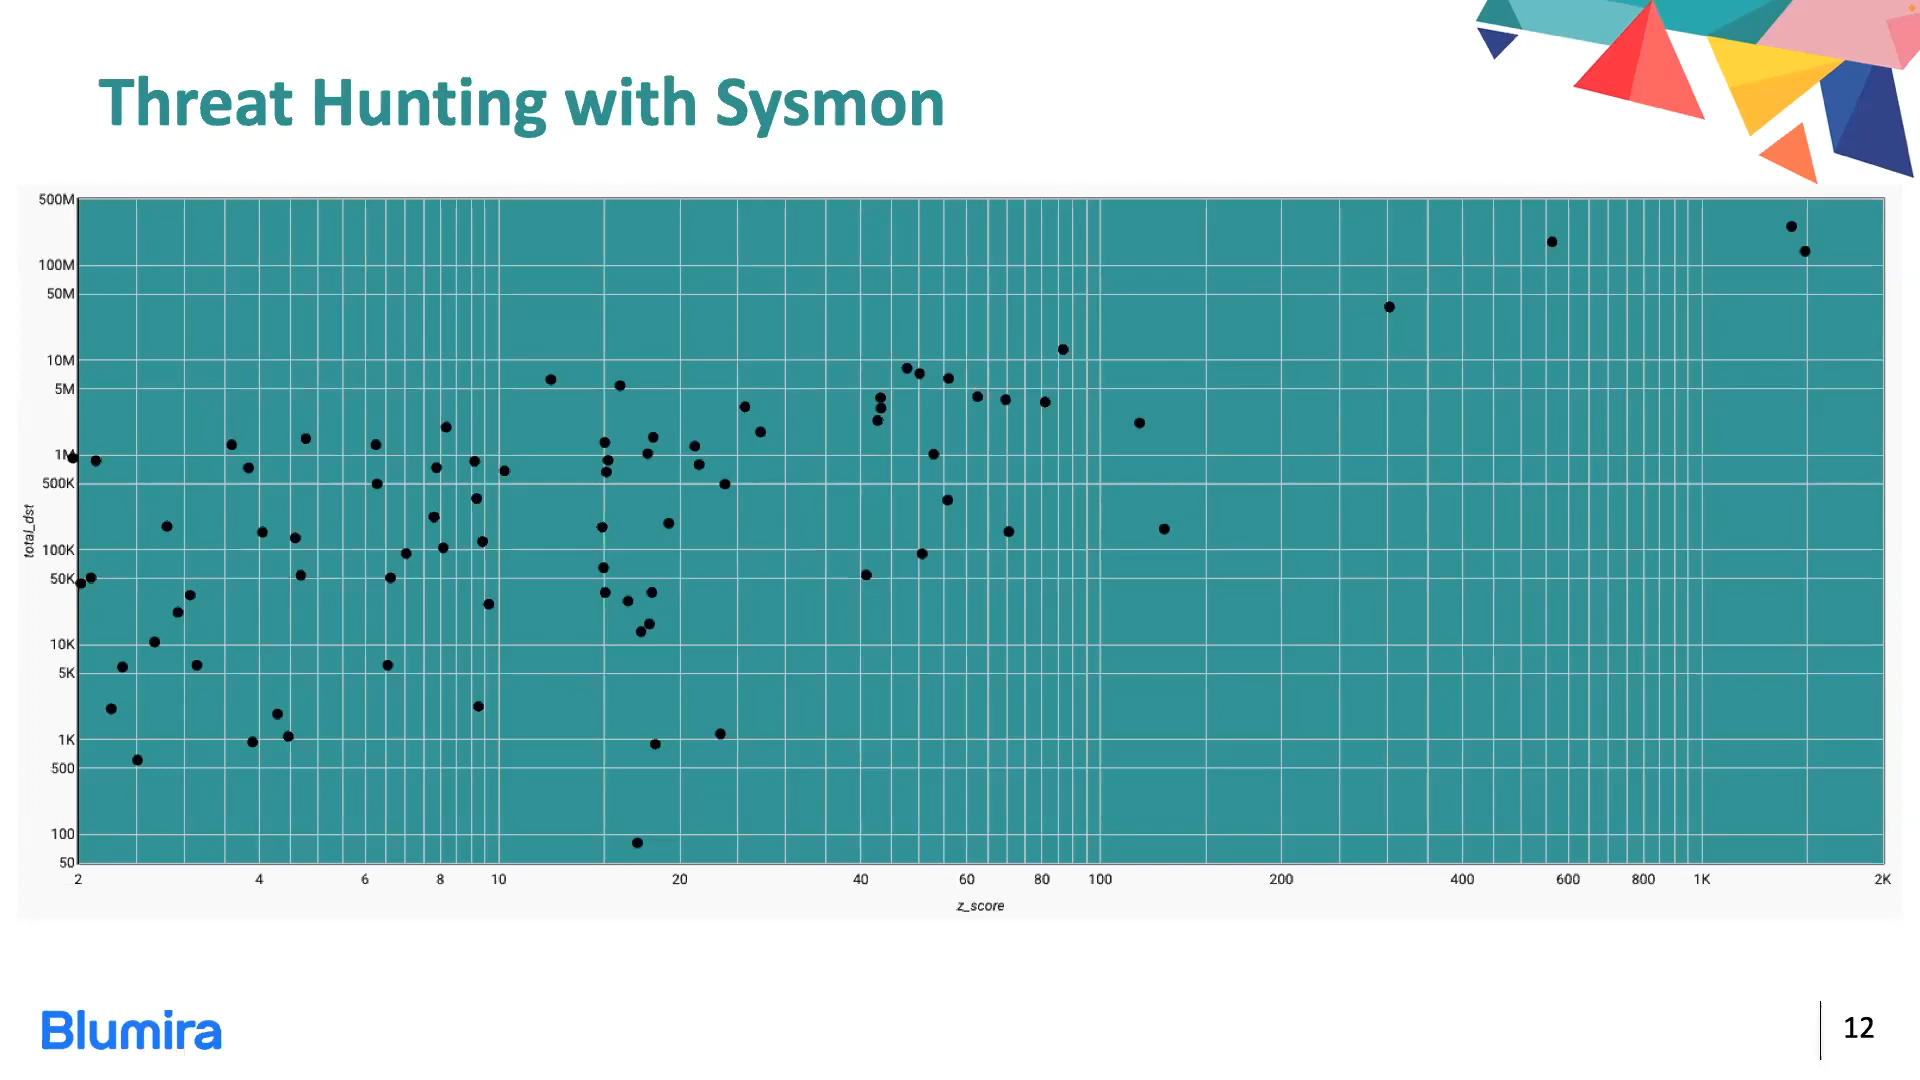 Threat Hunting with Sysmon
500M
100M
50M
10M
5M
1M
500K
100K
50K
10K
5K
1K
500
100
50
total_dst
2 4 6 8 10 20 40 60 80 100 200 400 600 800 1K 2K
z_score
Blumira
12